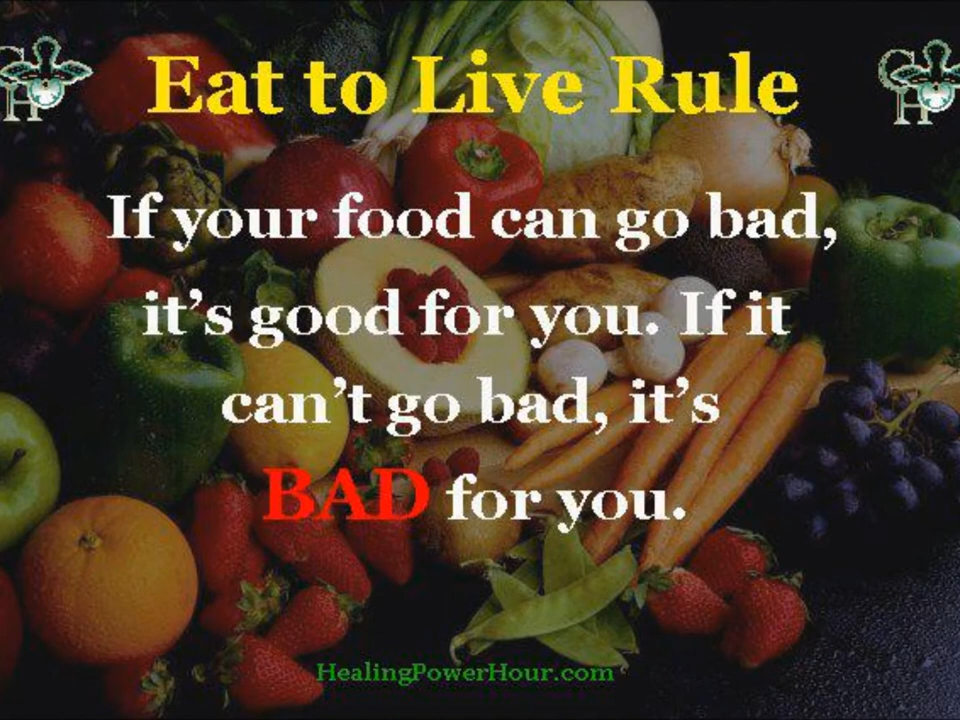 Eat to Live Rule
If your food can go bad,
it's good for you. If it
can't go bad, it's
BAD for you.
HealingPowerHour.com